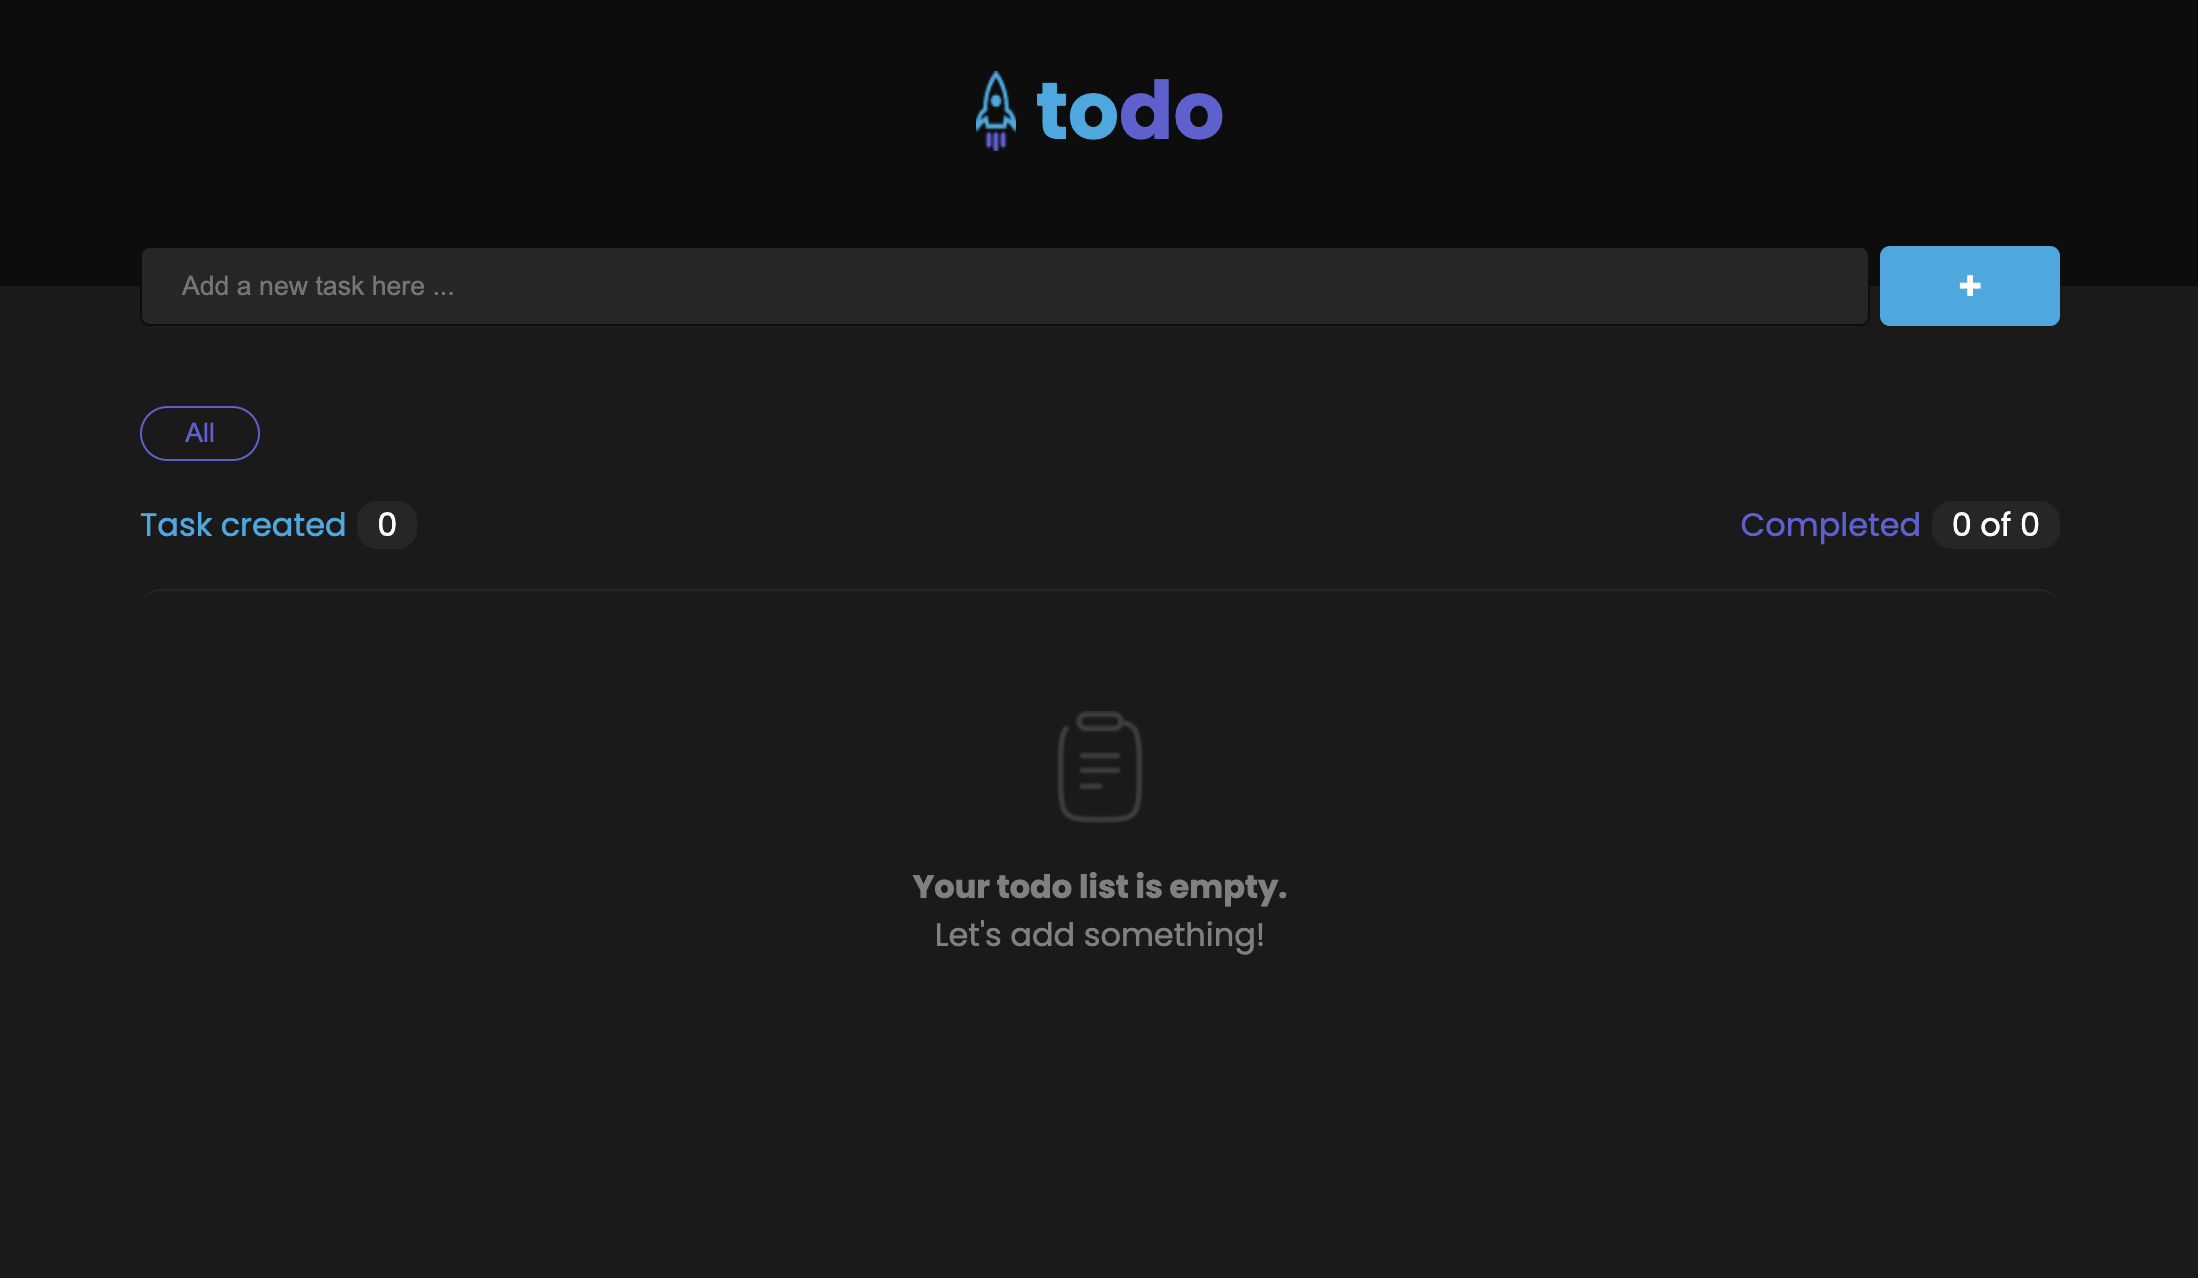 todo
Add a new task here ...
All
Task created 0
Completed 0 of 0
Your todo list is empty.
Let's add something!